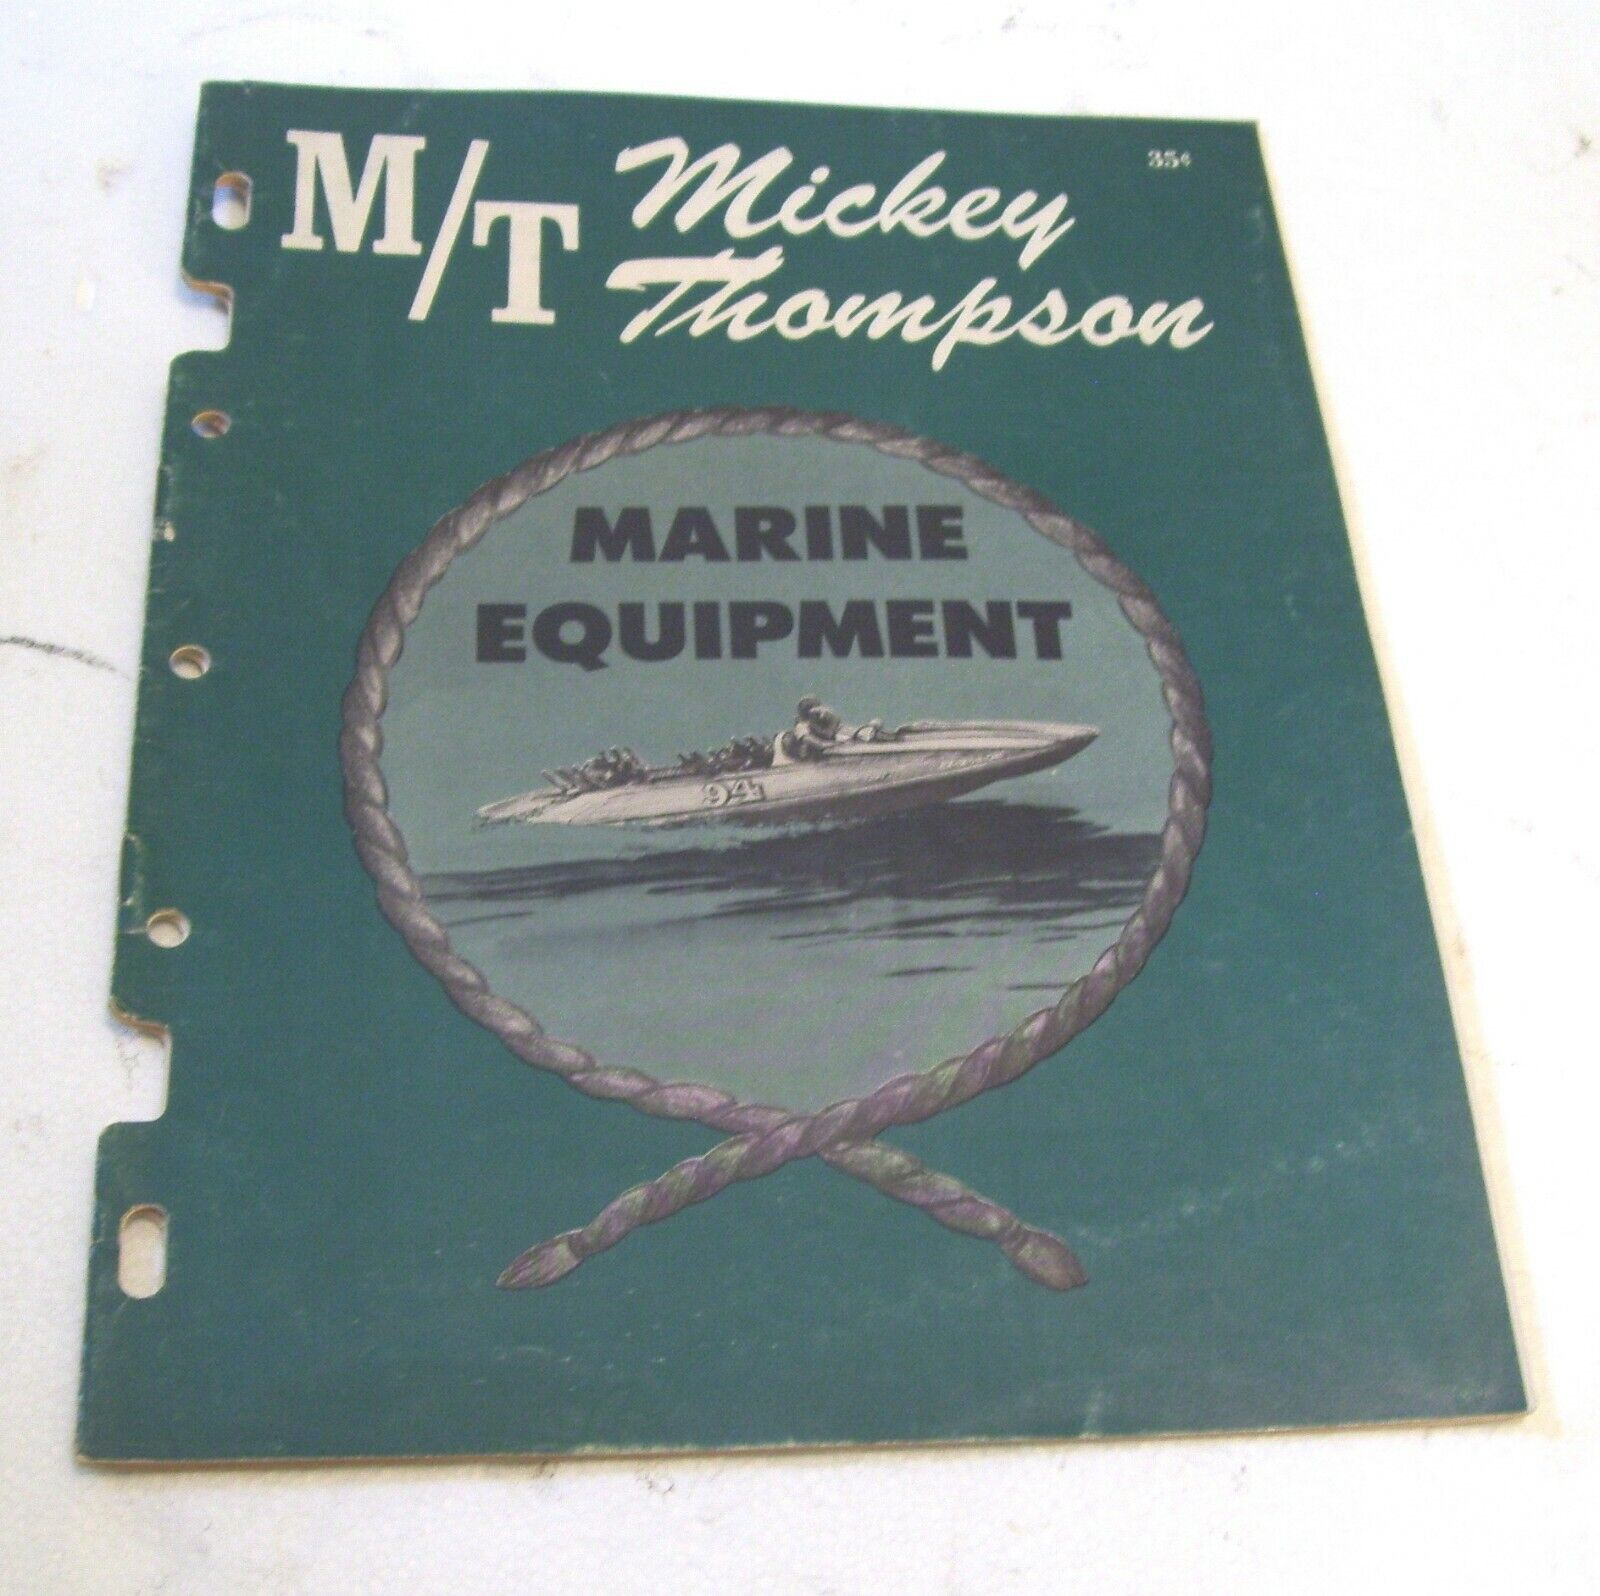 M/T Mickey Thompson
35¢
MARINE
EQUIPMENT
94